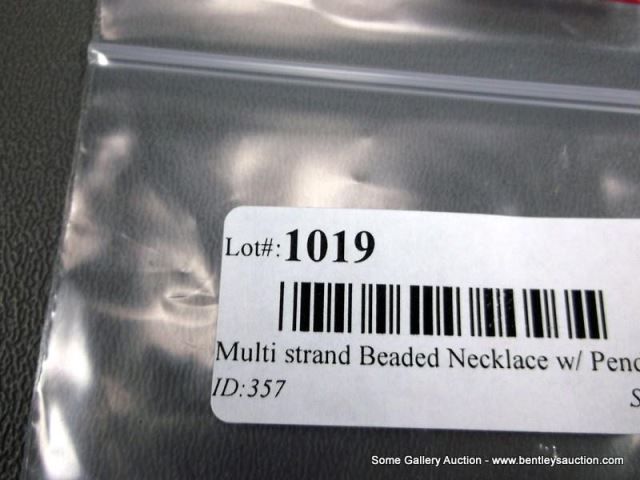 Lot#:1019
Multi strand Beaded Necklace w/
ID:357
Some Gallery Auction - www.bentleysauction.com